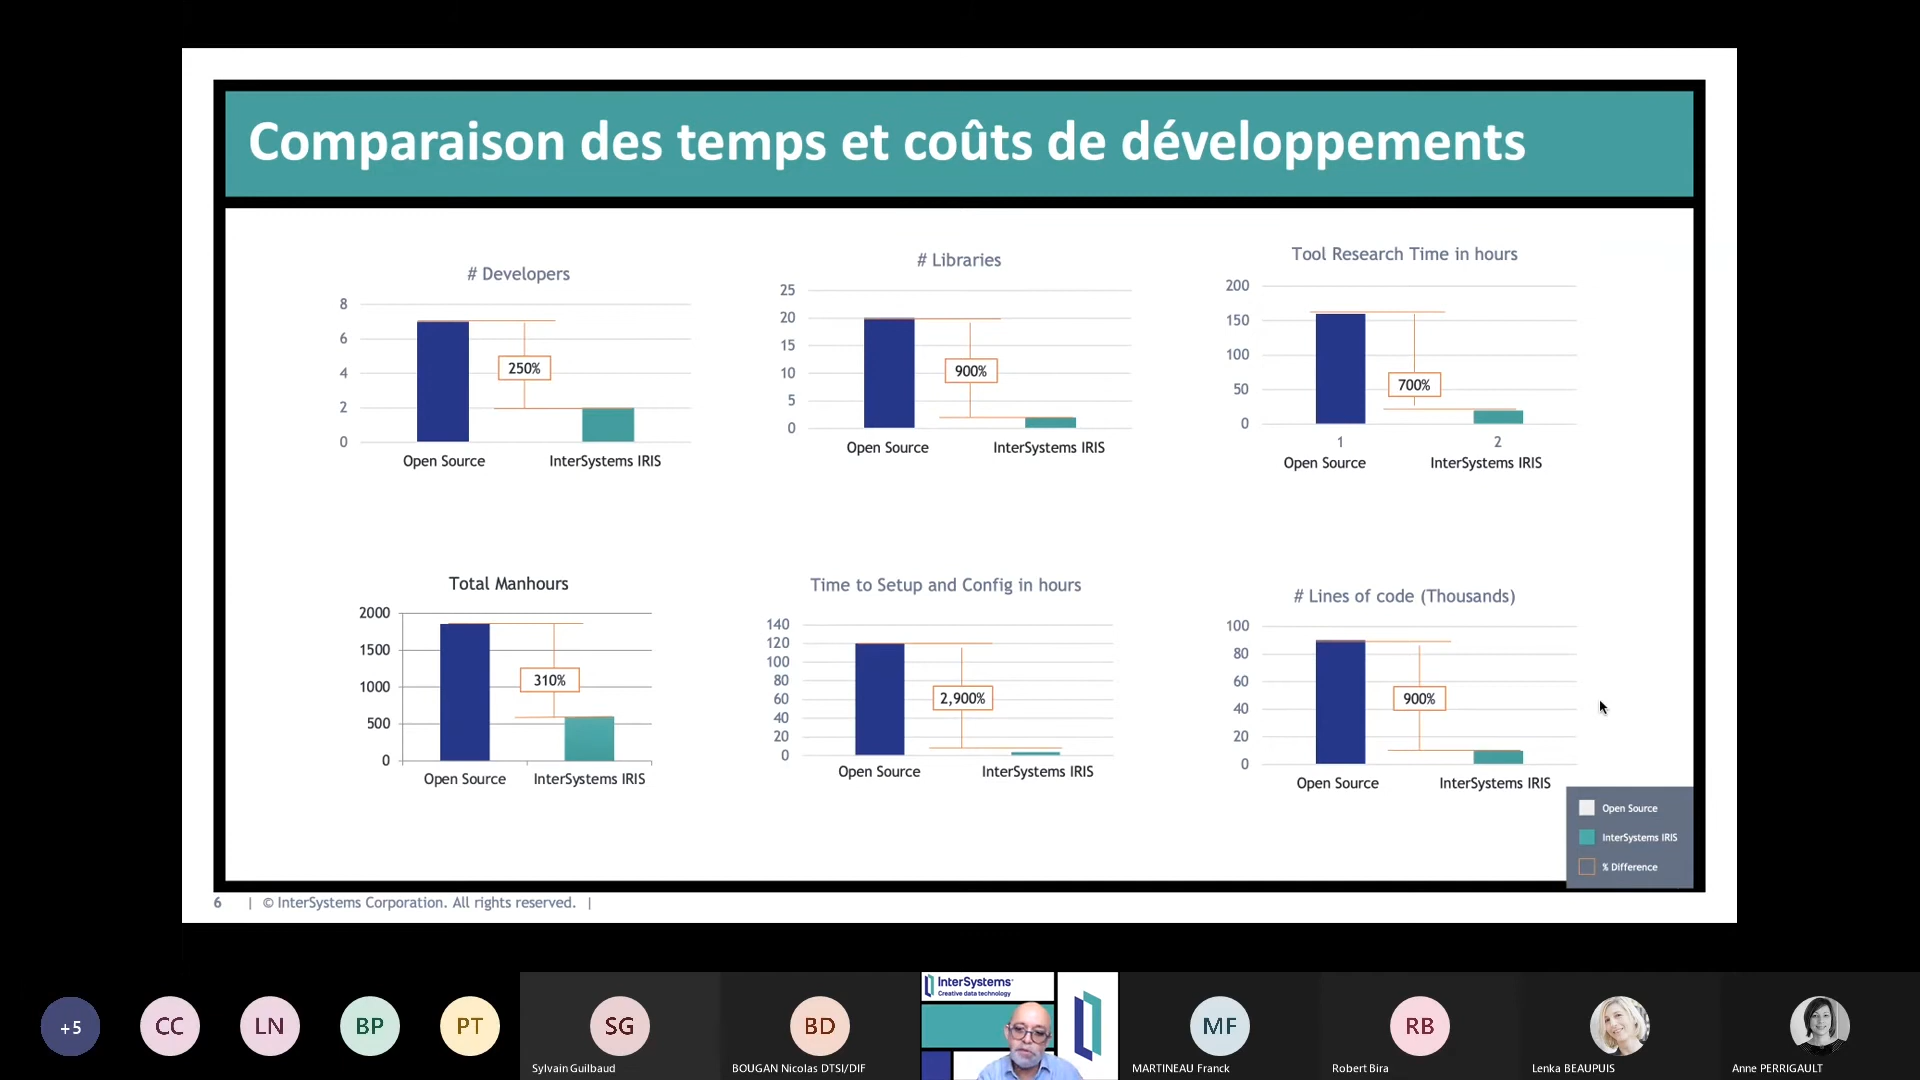 Comparaison des temps et coûts de développements
# Developers
8
6
4
2
0
250%
Open Source
InterSystems IRIS
# Libraries
25
20
15
10
5
0
900%
Open Source
InterSystems IRIS
Tool Research Time in hours
200
150
100
50
0
700%
1
2
Open Source
InterSystems IRIS
Total Manhours
2000
1500
1000
500
0
310%
Open Source
InterSystems IRIS
Time to Setup and Config in hours
140
120
100
80
60
40
20
0
2,900%
Open Source
InterSystems IRIS
# Lines of code (Thousands)
100
80
60
40
20
0
900%
Open Source
InterSystems IRIS
Open Source
InterSystems IRIS
% Difference
6 | © InterSystems Corporation. All rights reserved. |
+5
CC
LN
BP
PT
SG
Sylvain Guilbaud
BD
BOUGAN Nicolas DTSI/DIF
InterSystems
Creative data technology
MF
MARTINEAU Franck
RB
Robert Bira
Lenka BEAUPUIS
Anne PERRIGAULT